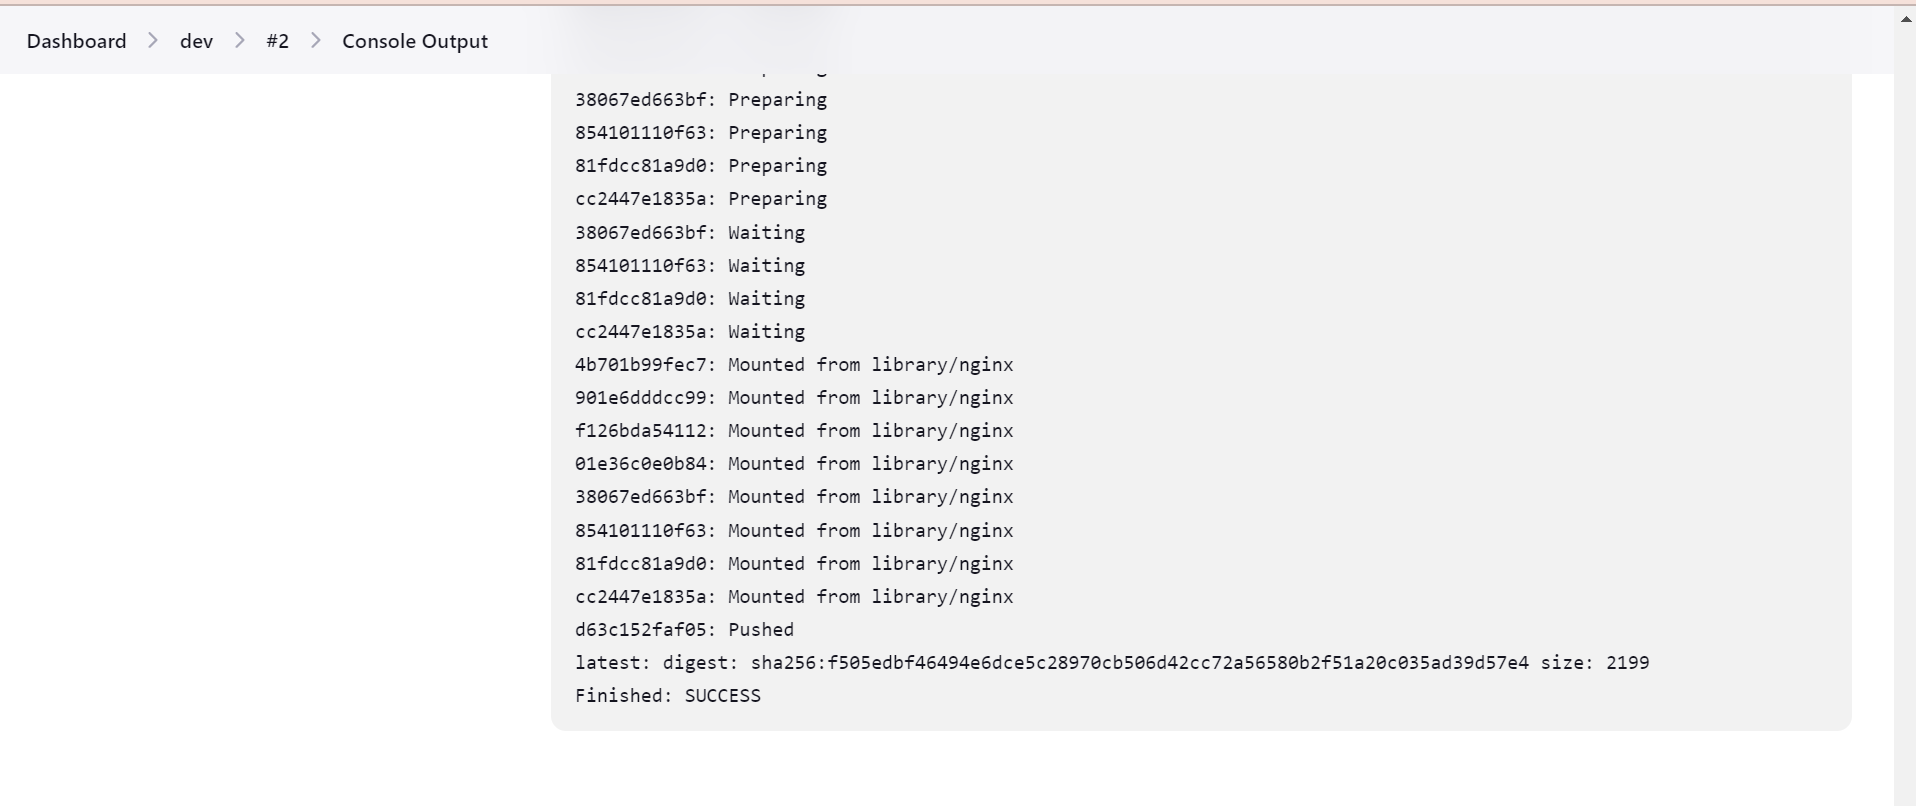 Dashboard > dev > #2 > Console Output
38067ed663bf: Preparing
854101110f63: Preparing
81fdcc81a9d0: Preparing
cc2447e1835a: Preparing
38067ed663bf: Waiting
854101110f63: Waiting
81fdcc81a9d0: Waiting
cc2447e1835a: Waiting
4b701b99fec7: Mounted from library/nginx
901e6dddcc99: Mounted from library/nginx
f126bda54112: Mounted from library/nginx
01e36c0e0b84: Mounted from library/nginx
38067ed663bf: Mounted from library/nginx
854101110f63: Mounted from library/nginx
81fdcc81a9d0: Mounted from library/nginx
cc2447e1835a: Mounted from library/nginx
d63c152faf05: Pushed
latest: digest: sha256:f505edbf46494e6dce5c28970cb506d42cc72a56580b2f51a20c035ad39d57e4 size: 2199
Finished: SUCCESS